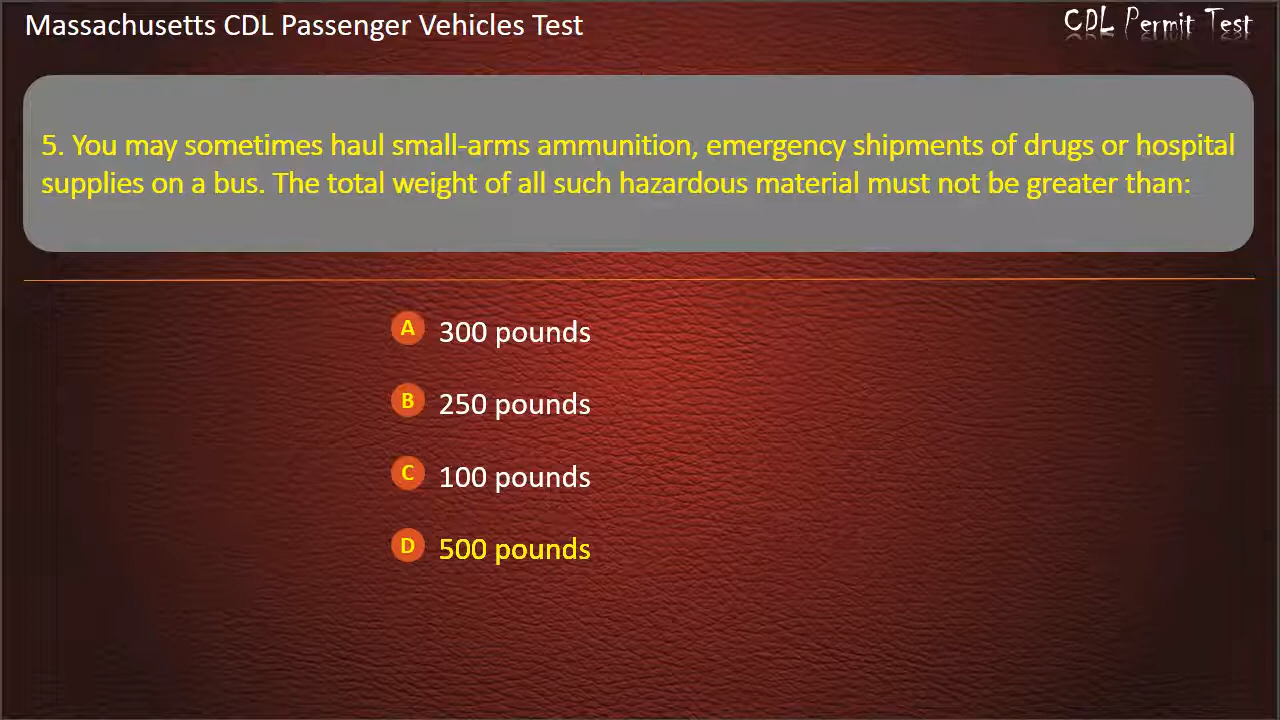 Massachusetts CDL Passenger Vehicles Test
CDL Permit Test
5. You may sometimes haul small-arms ammunition, emergency shipments of drugs or hospital
supplies on a bus. The total weight of all such hazardous material must not be greater than:
A 300 pounds
B 250 pounds
C 100 pounds
D 500 pounds